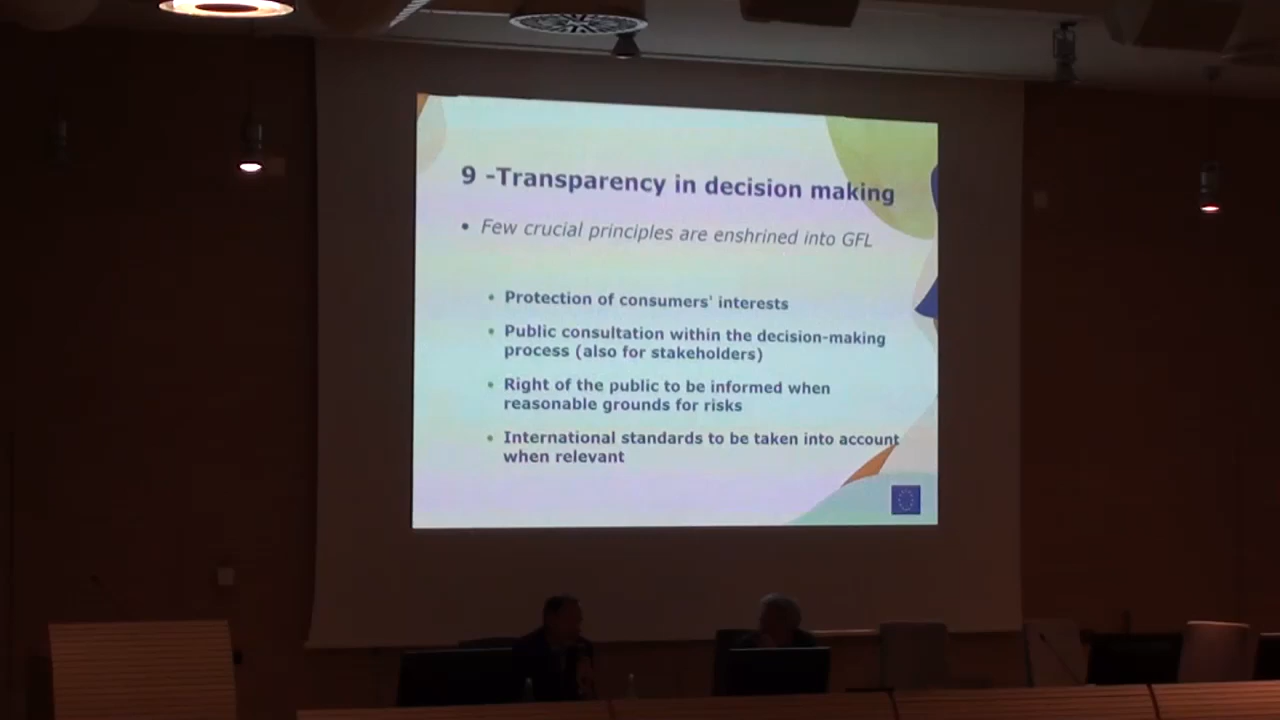 9 -Transparency in decision making
• Few crucial principles are enshrined into GFL
• Protection of consumers' interests
• Public consultation within the decision-making
process (also for stakeholders)
• Right of the public to be informed when
reasonable grounds for risks
• International standards to be taken into account
when relevant